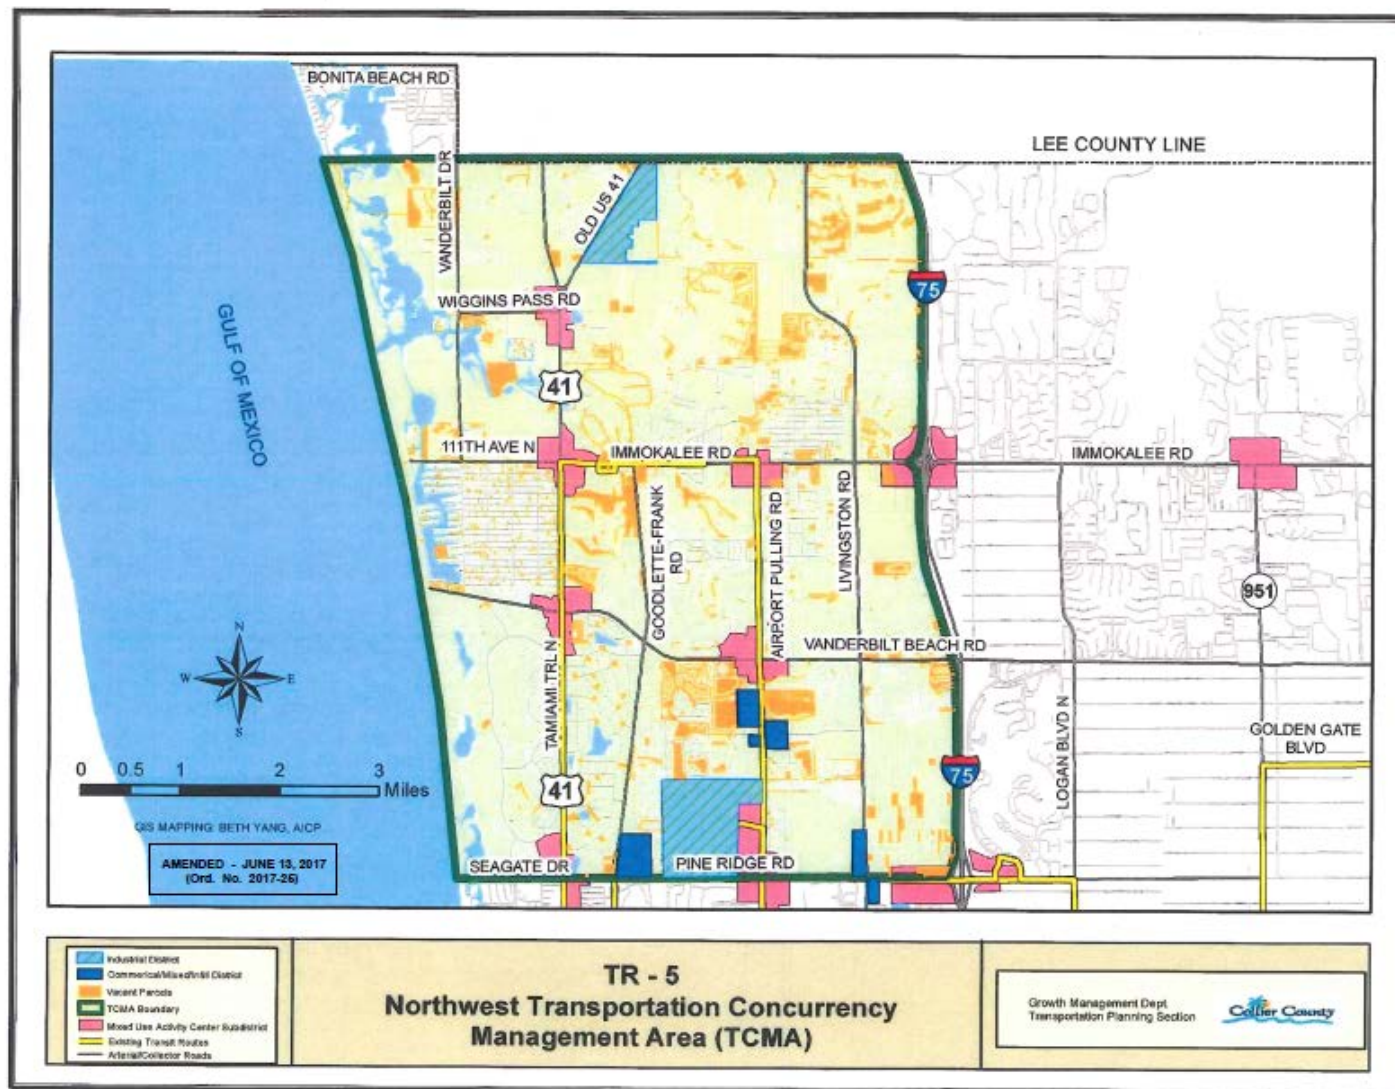 BONITA BEACH RD
LEE COUNTY LINE
VANDERBILT DR
OLD US 41
WIGGINS PASS RD
75
GULF OF MEXICO
41
111TH AVE N
IMMOKALEE RD
IMMOKALEE RD
GOODLETTE-FRANK
RD
AIRPORT PULLING RD
LIVINGSTON RD
951
VANDERBILT BEACH RD
N
W
E
S
TAMIAMI TRL N
LOGAN BLVD N
GOLDEN GATE
BLVD
0 0.5 1 2 3
Miles
41
75
GIS MAPPING: BETH YANG, AICP
AMENDED - JUNE 13, 2017
(Ord. No. 2017-25)
SEAGATE DR
PINE RIDGE RD
Industrial District
Commerical/Mixed/Infill District
Vacant Parcels
TCMA Boundary
Mixed Use Activity Center Subdistrict
Existing Transit Routes
Arterial/Collector Roads
TR - 5
Northwest Transportation Concurrency
Management Area (TCMA)
Growth Management Dept.
Transportation Planning Section
Collier County